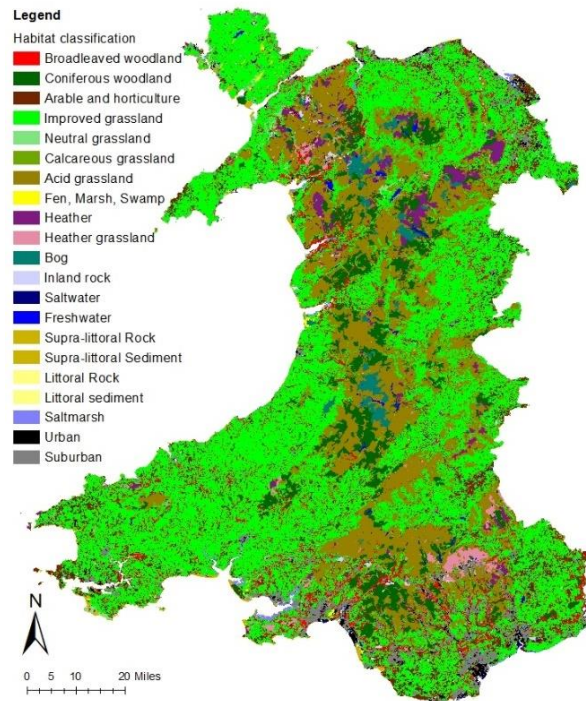 Legend
Habitat classification
Broadleaved woodland
Coniferous woodland
Arable and horticulture
Improved grassland
Neutral grassland
Calcareous grassland
Acid grassland
Fen, Marsh, Swamp
Heather
Heather grassland
Bog
Inland rock
Saltwater
Freshwater
Supra-littoral Rock
Supra-littoral Sediment
Littoral Rock
Littoral sediment
Saltmarsh
Urban
Suburban
N
0 5 10 20 Miles